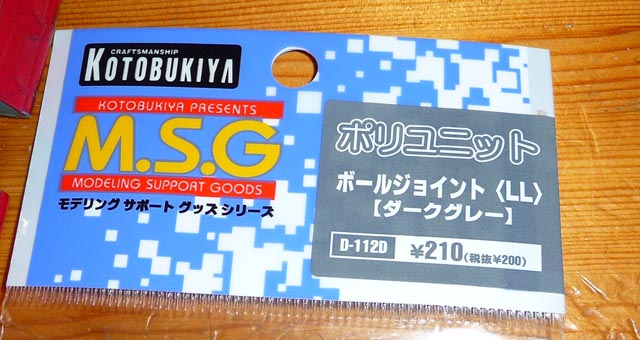 CRAFTSMANSHIP
KOTOBUKIYA
KOTOBUKIYA PRESENTS
M.S.G
MODELING SUPPORT GOODS
モデリング サポート グッズ シリーズ
ポリユニット
ボールジョイント〈LL〉
【ダークグレー】
D-112D ¥210(税抜¥200)